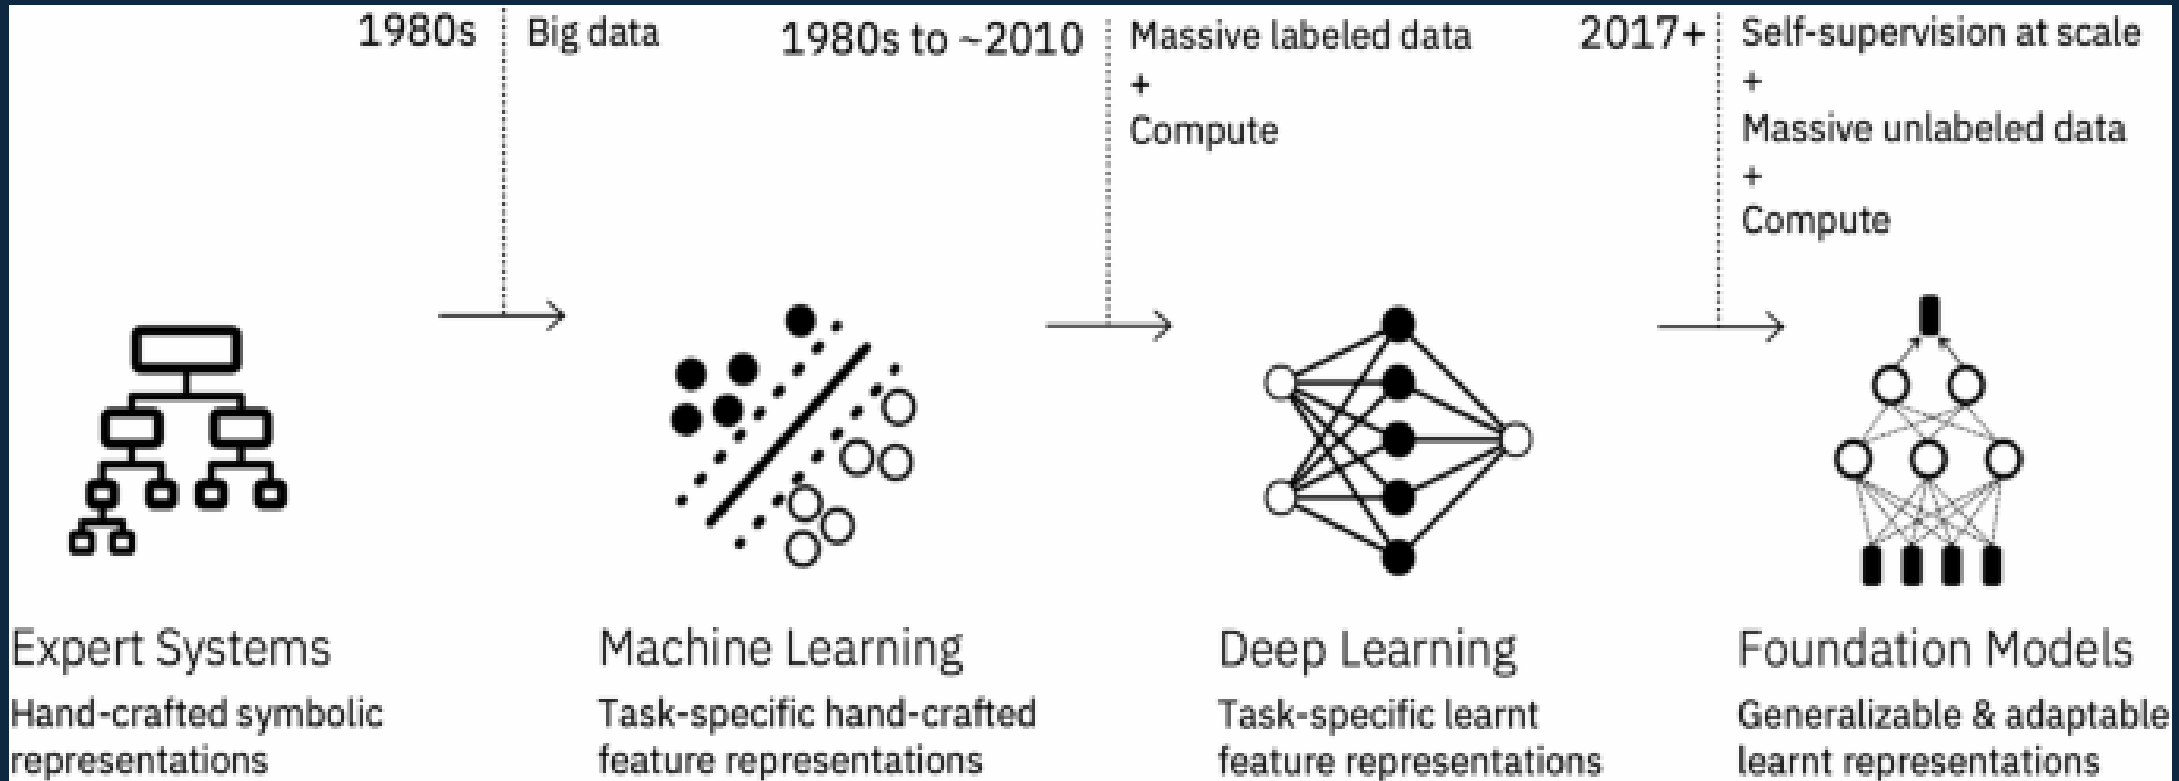 1980s
Big data
1980s to ~2010
Massive labeled data
+
Compute
2017+
Self-supervision at scale
+
Massive unlabeled data
+
Compute
Expert Systems
Hand-crafted symbolic
representations
Machine Learning
Task-specific hand-crafted
feature representations
Deep Learning
Task-specific learnt
feature representations
Foundation Models
Generalizable & adaptable
learnt representations